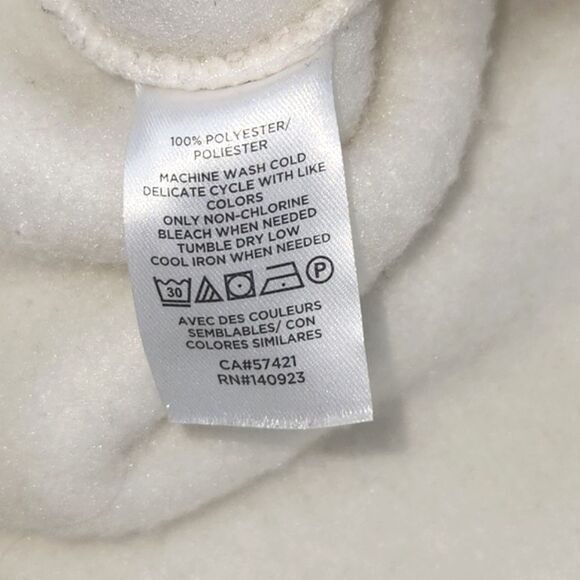 100% POLYESTER/
POLIESTER
MACHINE WASH COLD
DELICATE CYCLE WITH LIKE
COLORS
ONLY NON-CHLORINE
BLEACH WHEN NEEDED
TUMBLE DRY LOW
COOL IRON WHEN NEEDED
30 P
AVEC DES COULEURS
SEMBLABLES/ CON
COLORES SIMILARES
CA#57421
RN#140923